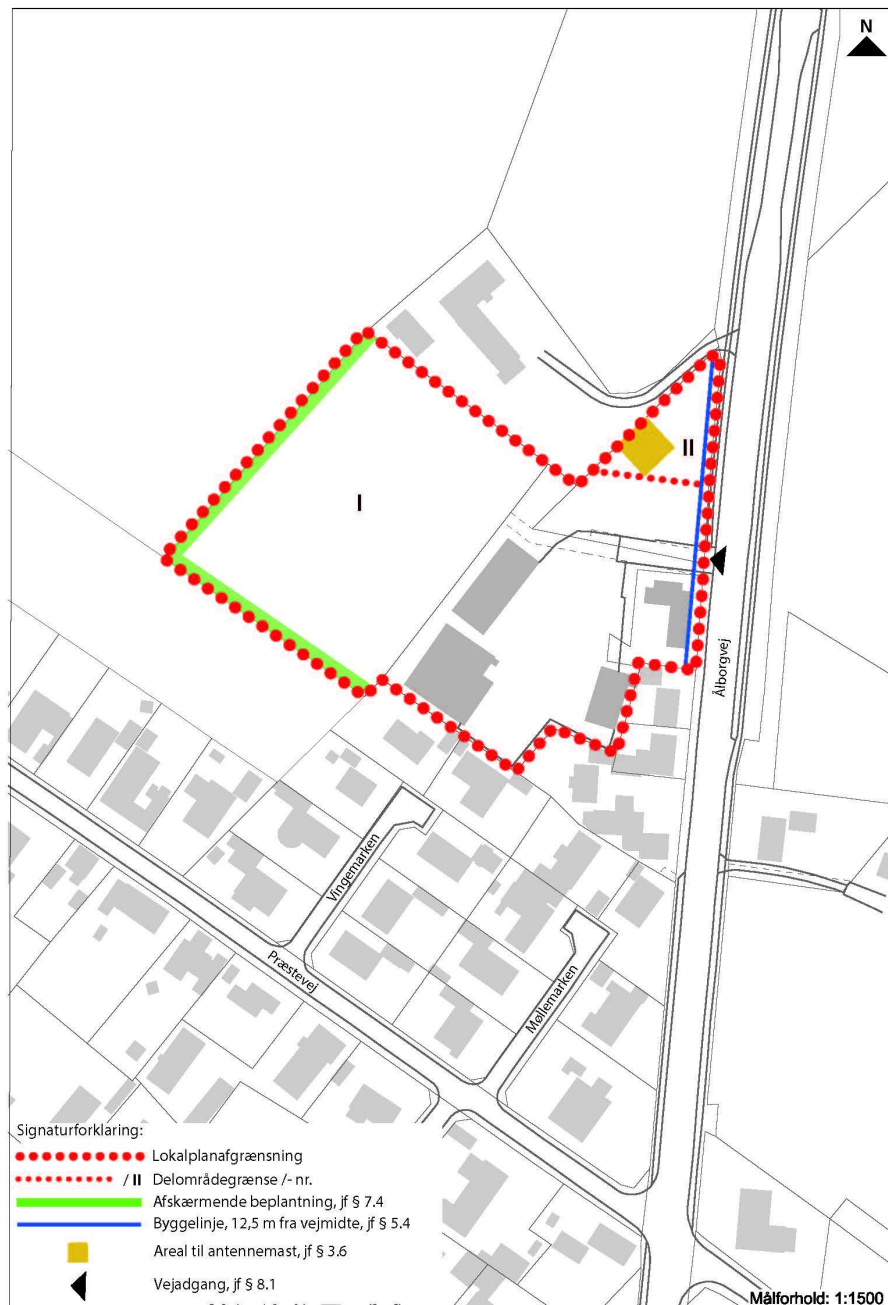 N
II
I
Ålborgvej
Vingemarken
Præstevej
Møllemarken
Signaturforklaring:
Lokalplanafgrænsning
/ II Delområdegrænse /- nr.
Afskærmende beplantning, jf § 7.4
Byggelinje, 12,5 m fra vejmidte, jf § 5.4
Areal til antennemast, jf § 3.6
Vejadgang, jf § 8.1
Målforhold: 1:1500